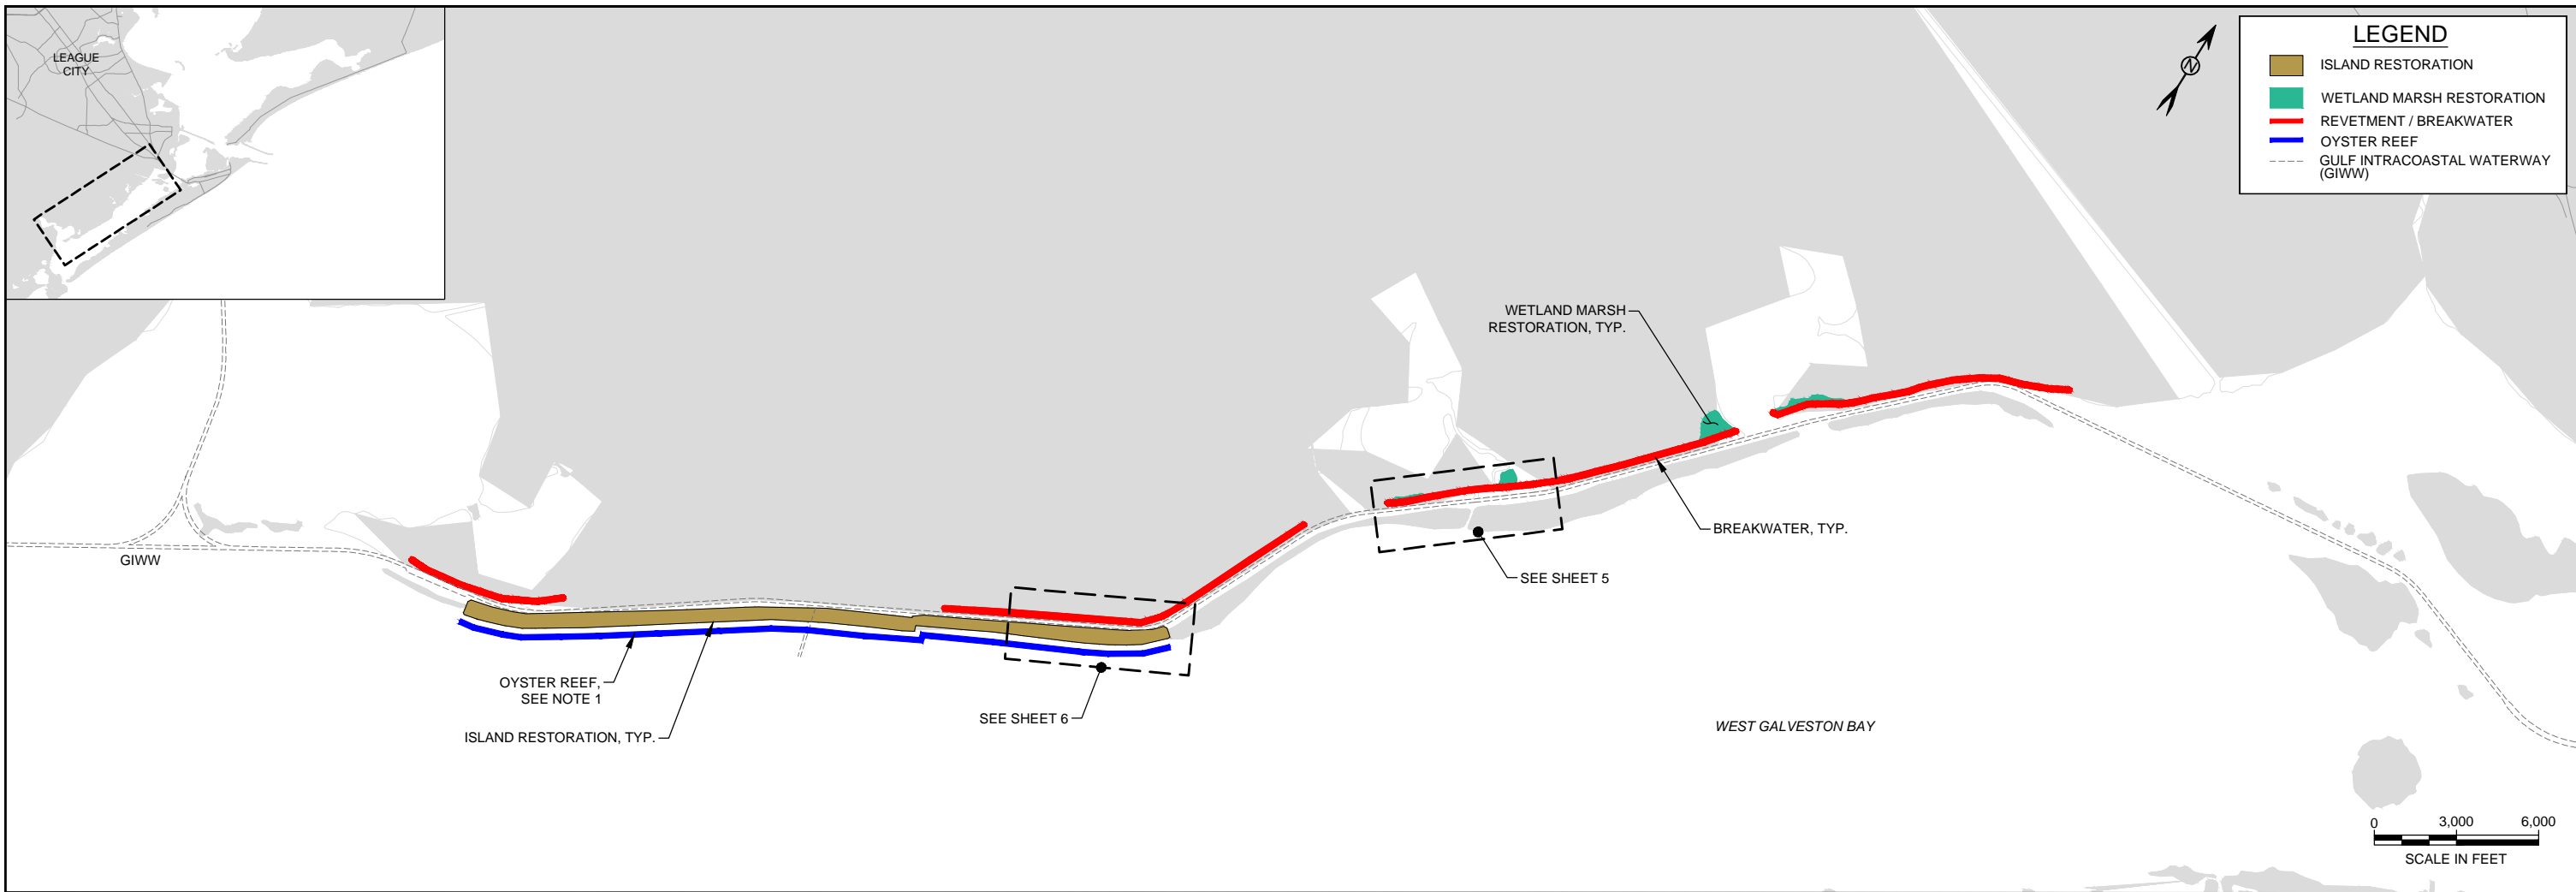 LEAGUE
CITY
N
LEGEND
ISLAND RESTORATION
WETLAND MARSH RESTORATION
REVETMENT / BREAKWATER
OYSTER REEF
GULF INTRACOASTAL WATERWAY
(GIWW)
WETLAND MARSH
RESTORATION, TYP.
BREAKWATER, TYP.
GIWW
SEE SHEET 5
OYSTER REEF,
SEE NOTE 1
SEE SHEET 6
ISLAND RESTORATION, TYP.
WEST GALVESTON BAY
0 3,000 6,000
SCALE IN FEET